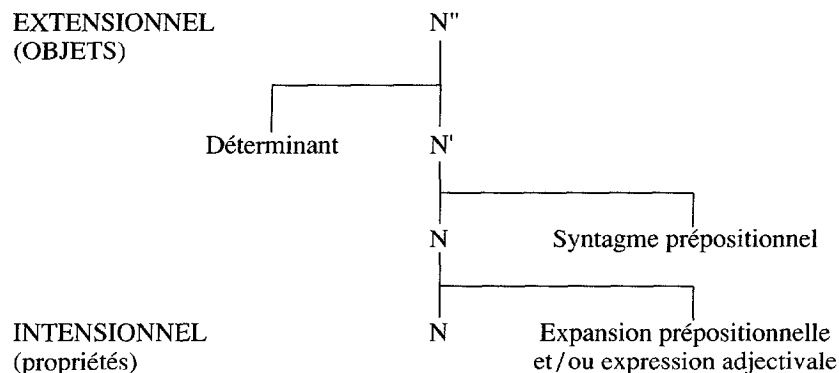 EXTENSIONNEL N"
(OBJETS)
Déterminant N'
N Syntagme prépositionnel
INTENSIONNEL N Expansion prépositionnelle
(propriétés) et/ou expression adjectivale